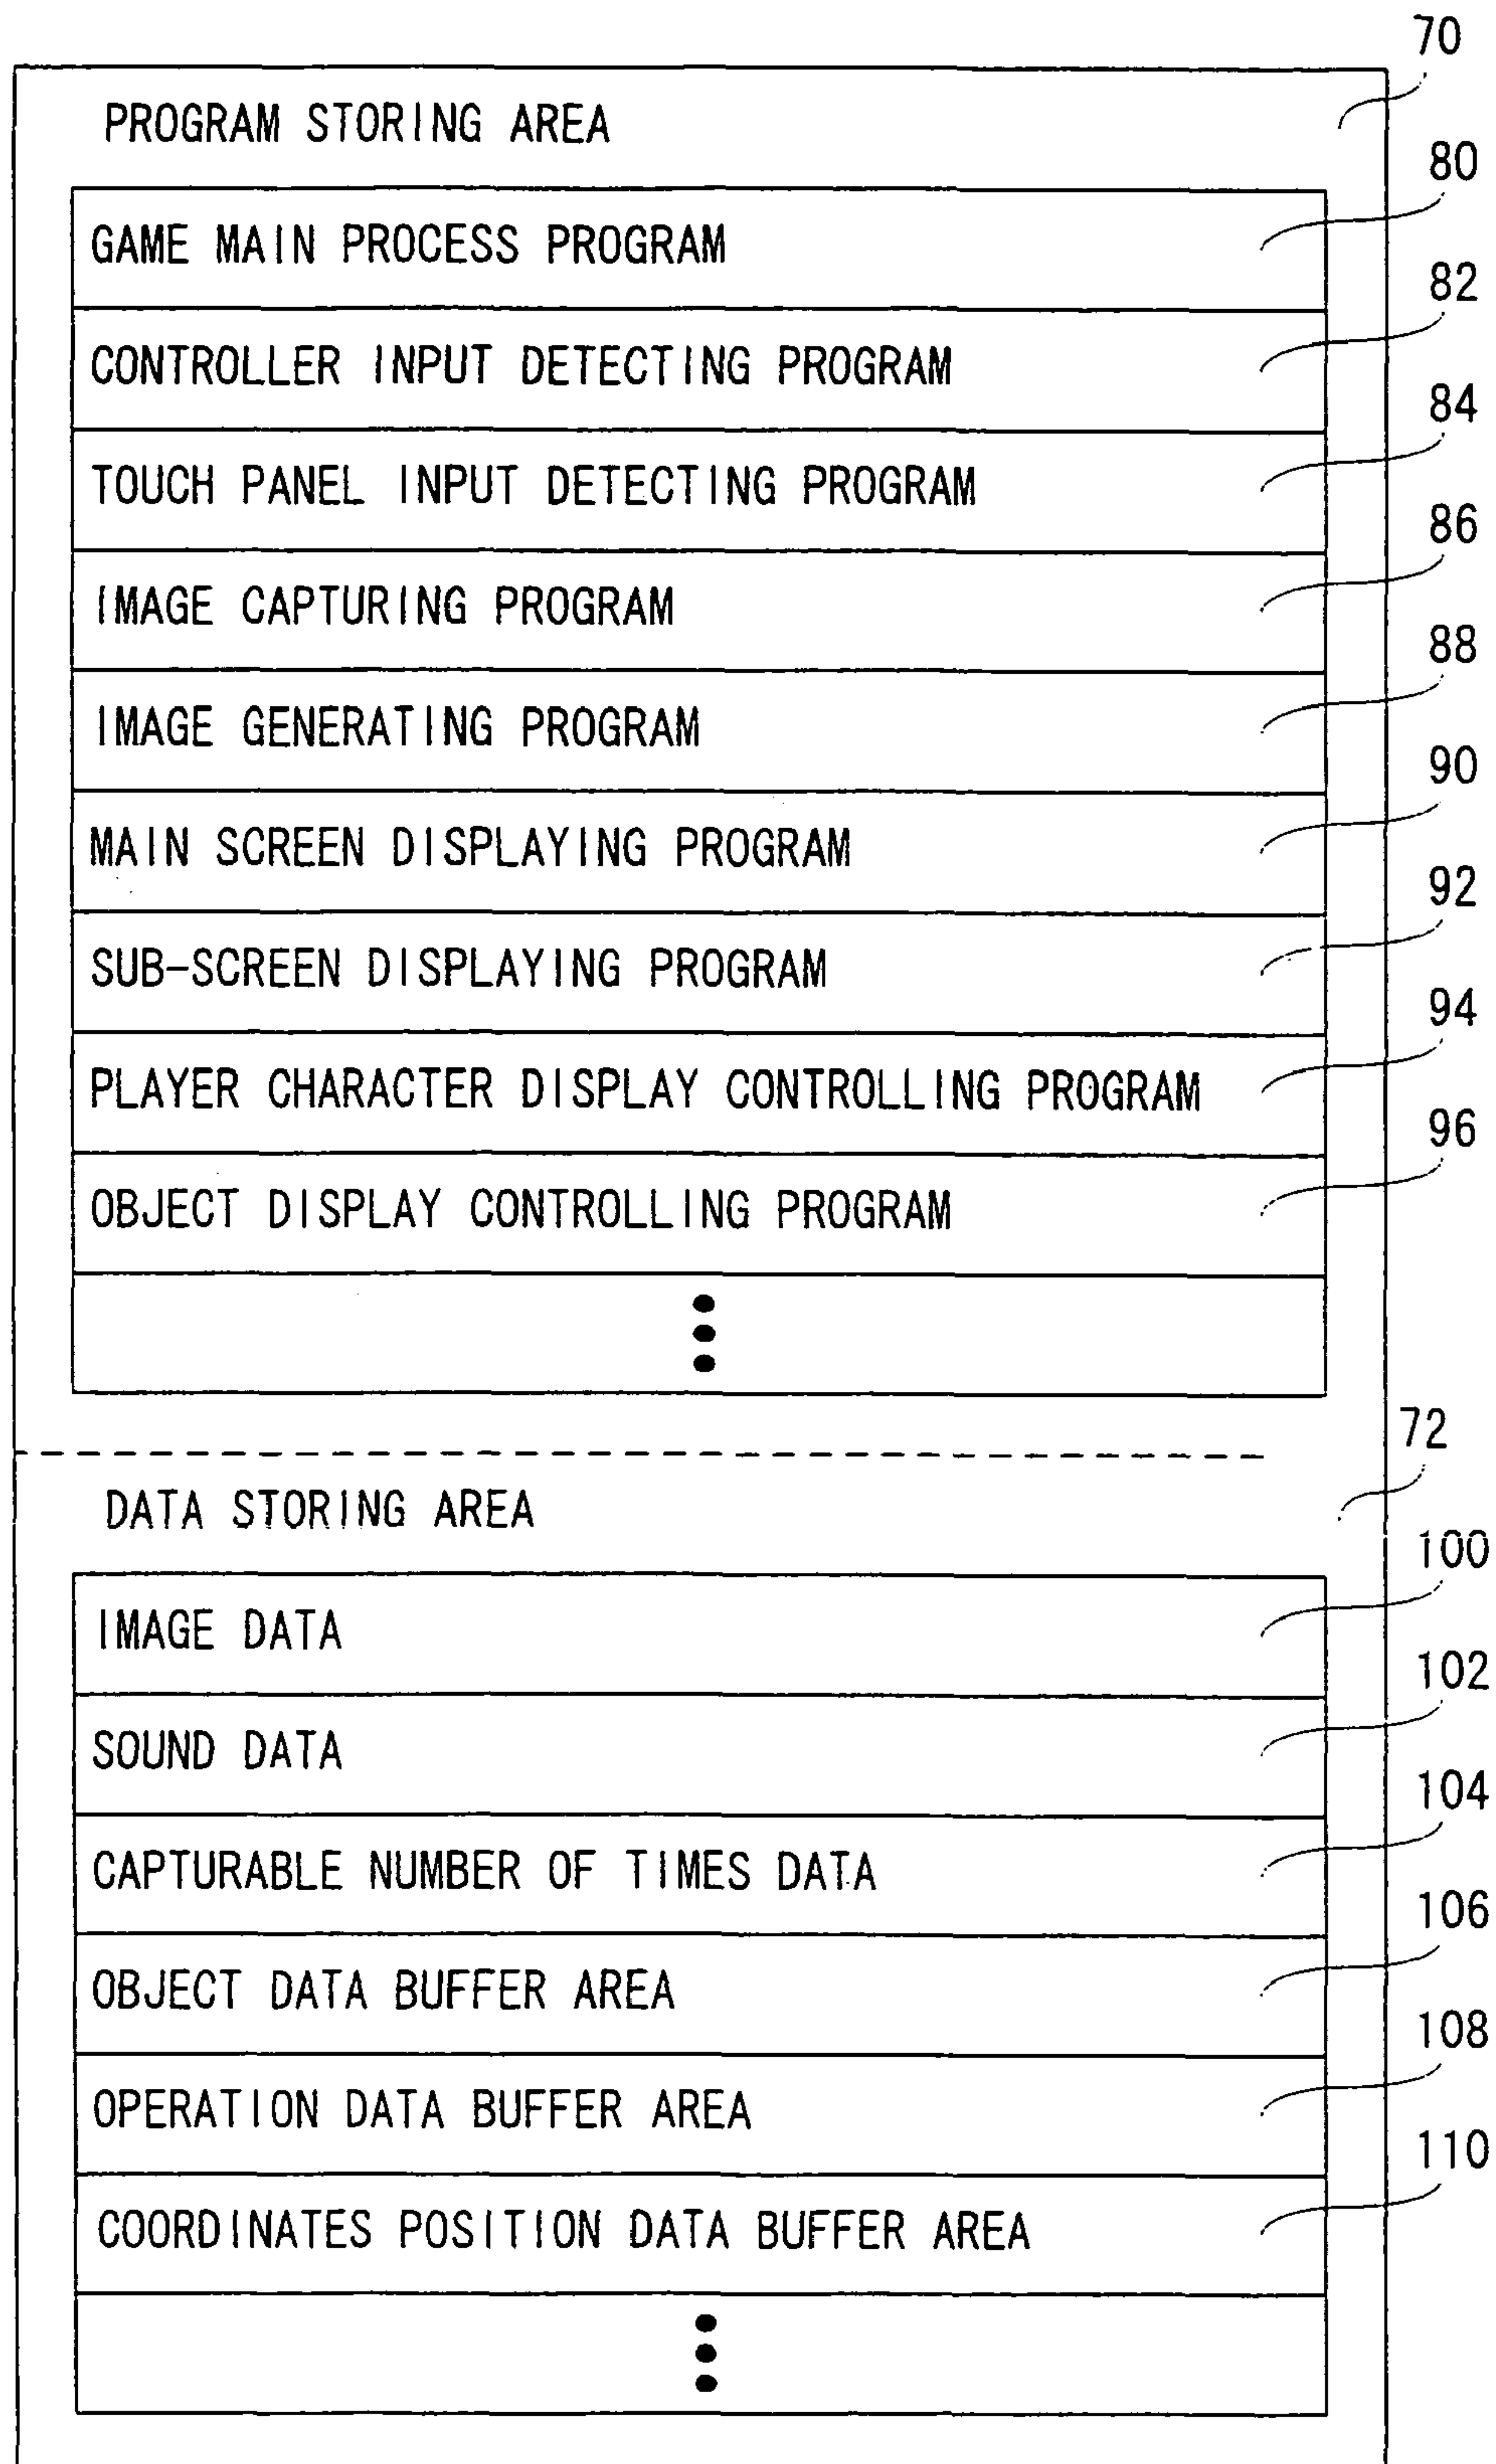 70
PROGRAM STORING AREA
80
GAME MAIN PROCESS PROGRAM
82
CONTROLLER INPUT DETECTING PROGRAM
84
TOUCH PANEL INPUT DETECTING PROGRAM
86
IMAGE CAPTURING PROGRAM
88
IMAGE GENERATING PROGRAM
90
MAIN SCREEN DISPLAYING PROGRAM
92
SUB-SCREEN DISPLAYING PROGRAM
94
PLAYER CHARACTER DISPLAY CONTROLLING PROGRAM
96
OBJECT DISPLAY CONTROLLING PROGRAM
72
DATA STORING AREA
100
IMAGE DATA
102
SOUND DATA
104
CAPTURABLE NUMBER OF TIMES DATA
106
OBJECT DATA BUFFER AREA
108
OPERATION DATA BUFFER AREA
110
COORDINATES POSITION DATA BUFFER AREA